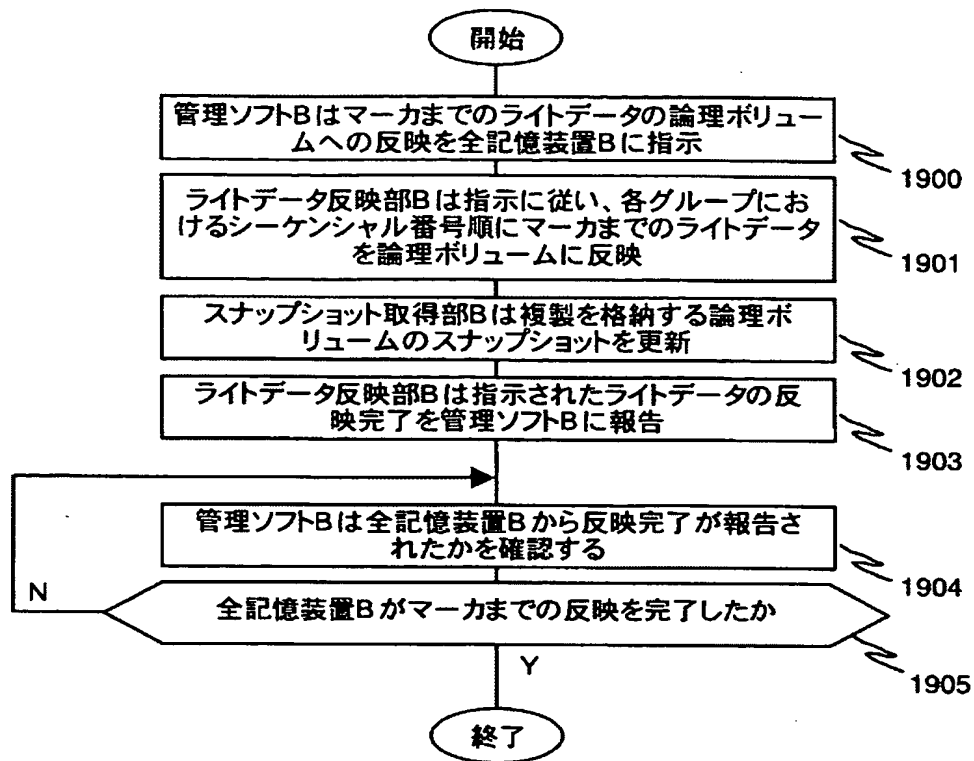 開始
管理ソフトBはマーカまでのライトデータの論理ボリュー
ムへの反映を全記憶装置Bに指示
1900
ライトデータ反映部Bは指示に従い、各グループにお
けるシーケンシャル番号順にマーカまでのライトデータ
を論理ボリュームに反映
1901
スナップショット取得部Bは複製を格納する論理ボ
リュームのスナップショットを更新
1902
ライトデータ反映部Bは指示されたライトデータの反
映完了を管理ソフトBに報告
1903
管理ソフトBは全記憶装置Bから反映完了が報告さ
れたかを確認する
1904
N
全記憶装置Bがマーカまでの反映を完了したか
1905
Y
終了